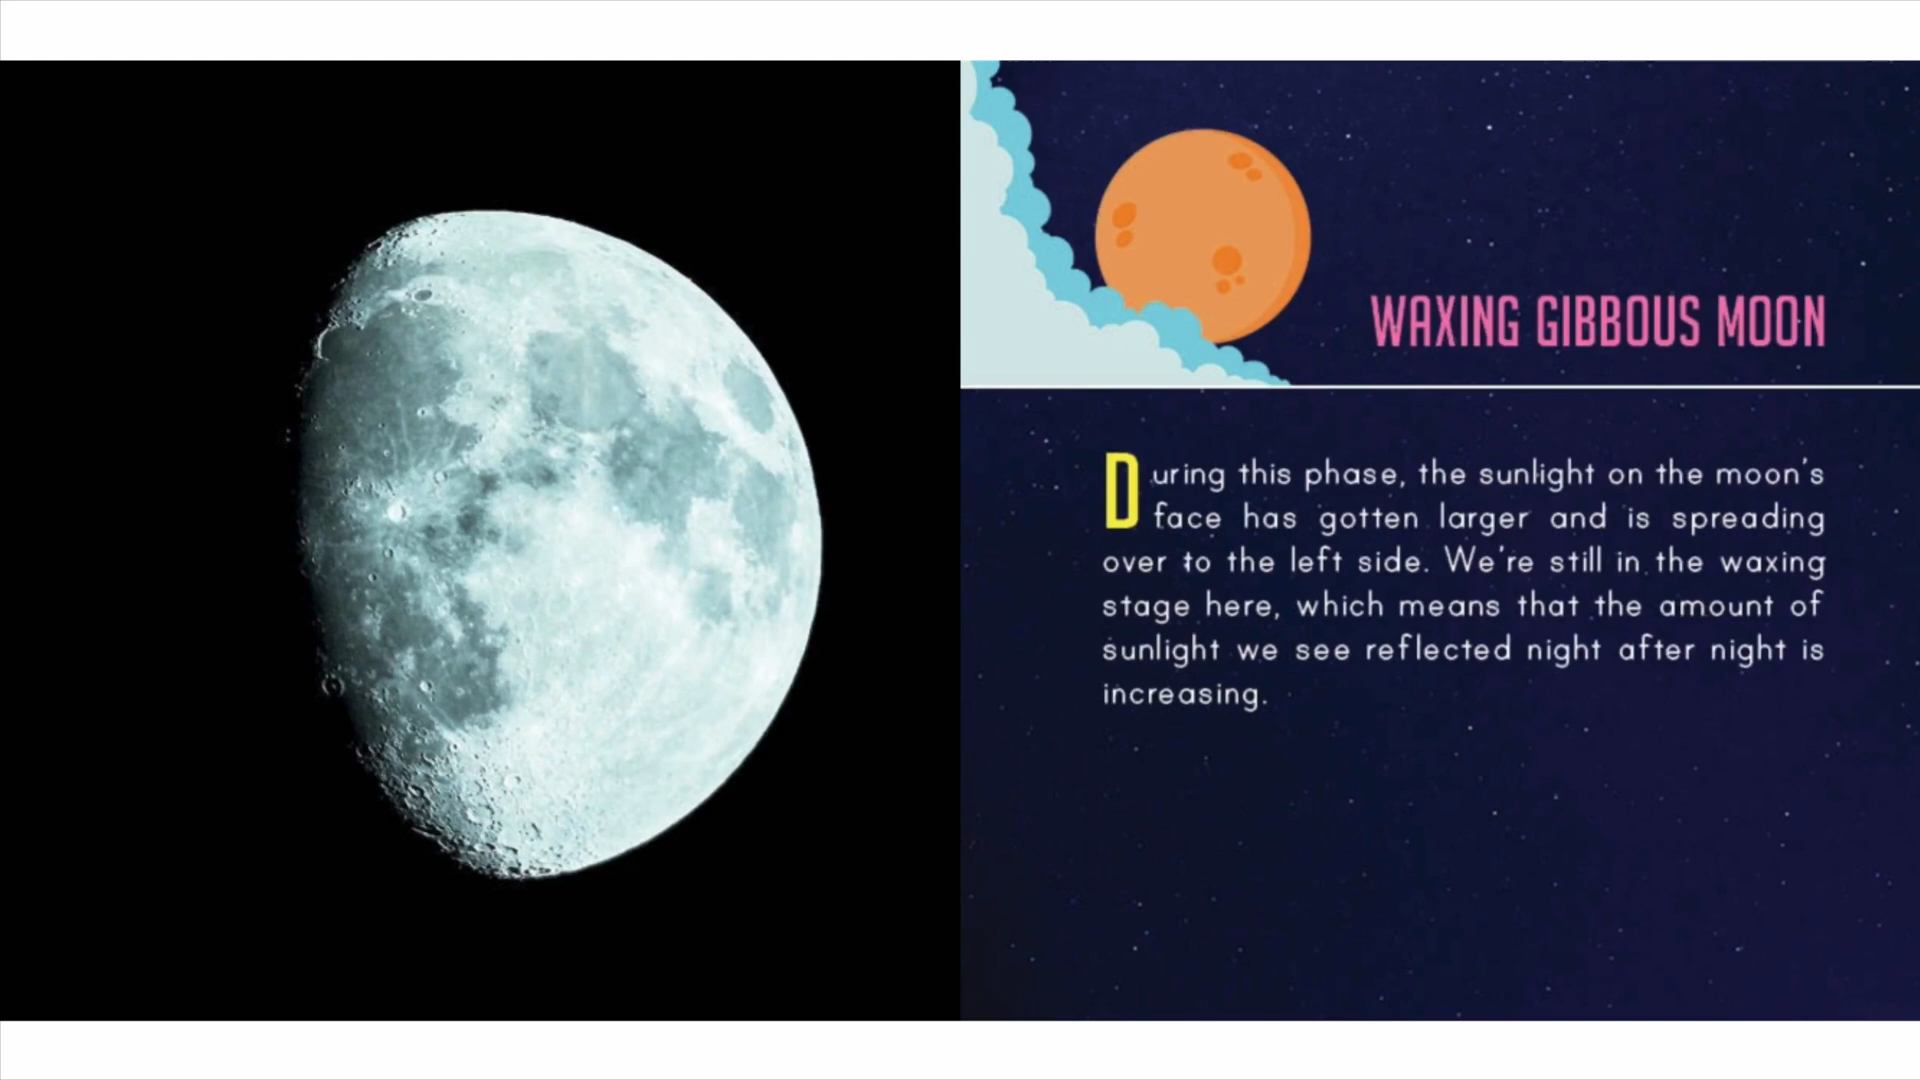 WAXING GIBBOUS MOON
During this phase, the sunlight on the moon's
face has gotten larger and is spreading
over to the left side. We're still in the waxing
stage here, which means that the amount of
sunlight we see reflected night after night is
increasing.